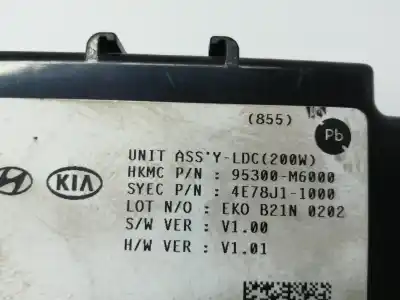 (855)
Pb
UNIT ASS'Y-LDC(200W)
HKMC P/N : 95300-M6000
KIA
SYEC P/N : 4E78J1-1000
LOT N/O : EKO B21N 0202
S/W VER : V1.00
H/W VER : V1.01